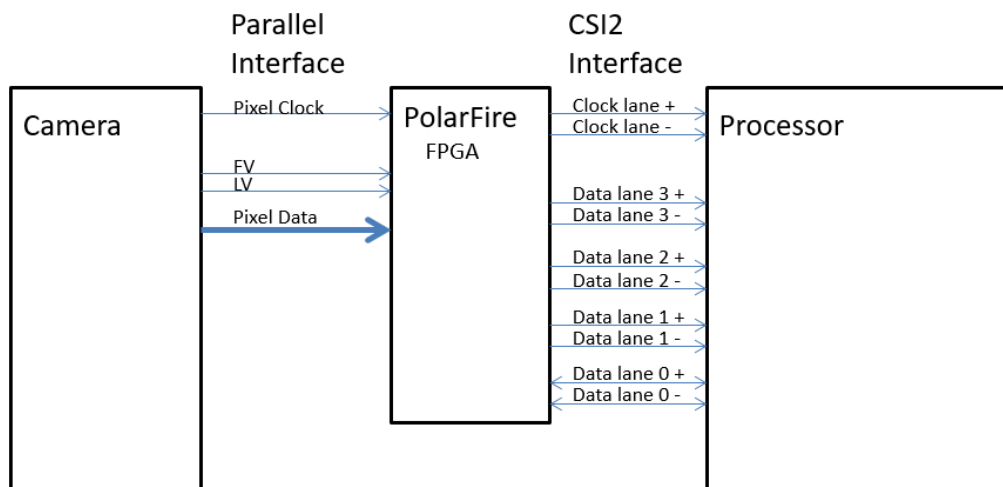 Parallel
Interface
CSI2
Interface
Camera
Pixel Clock
FV
LV
Pixel Data
PolarFire
FPGA
Clock lane +
Clock lane -
Data lane 3 +
Data lane 3 -
Data lane 2 +
Data lane 2 -
Data lane 1 +
Data lane 1 -
Data lane 0 +
Data lane 0 -
Processor